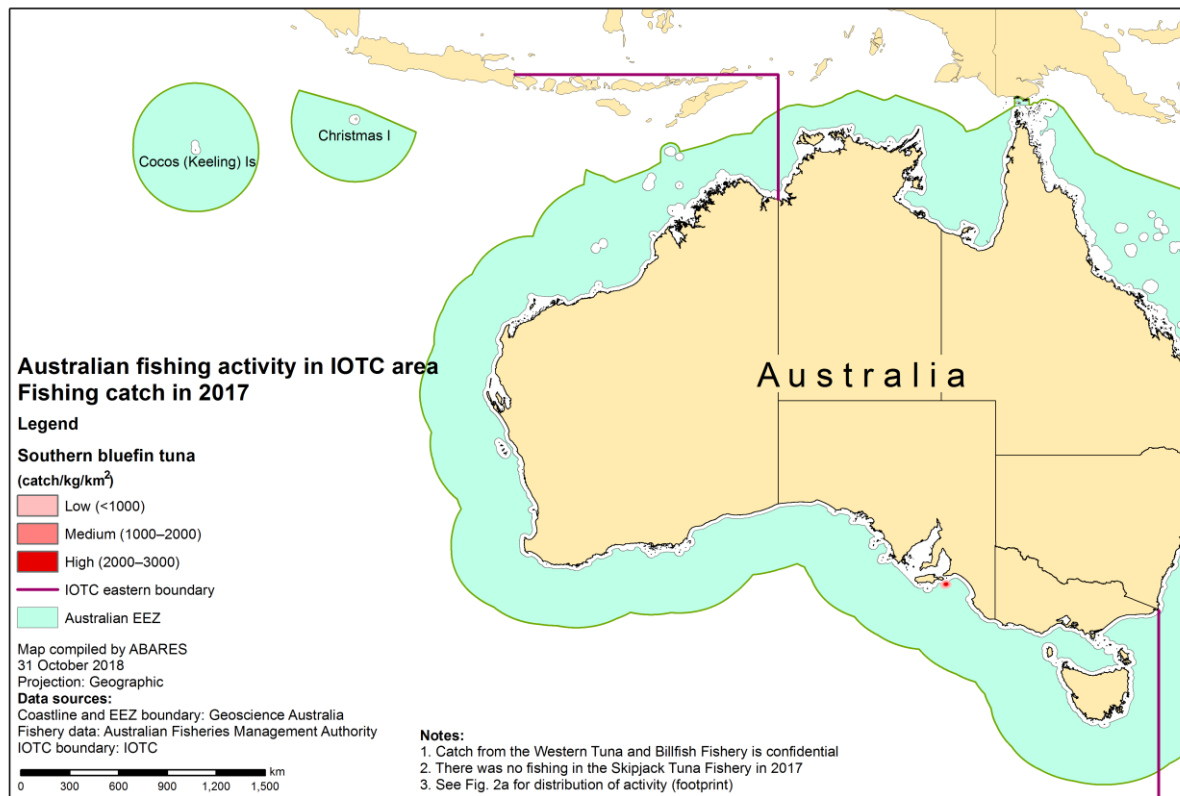 Cocos (Keeling) Is
Christmas I
Australia
Australian fishing activity in IOTC area
Fishing catch in 2017
Legend
Southern bluefin tuna
(catch/kg/km²)
Low (<1000)
Medium (1000–2000)
High (2000–3000)
IOTC eastern boundary
Australian EEZ
Map compiled by ABARES
31 October 2018
Projection: Geographic
Data sources:
Coastline and EEZ boundary: Geoscience Australia
Fishery data: Australian Fisheries Management Authority
IOTC boundary: IOTC
km
0 300 600 900 1,200 1,500
Notes:
1. Catch from the Western Tuna and Billfish Fishery is confidential
2. There was no fishing in the Skipjack Tuna Fishery in 2017
3. See Fig. 2a for distribution of activity (footprint)